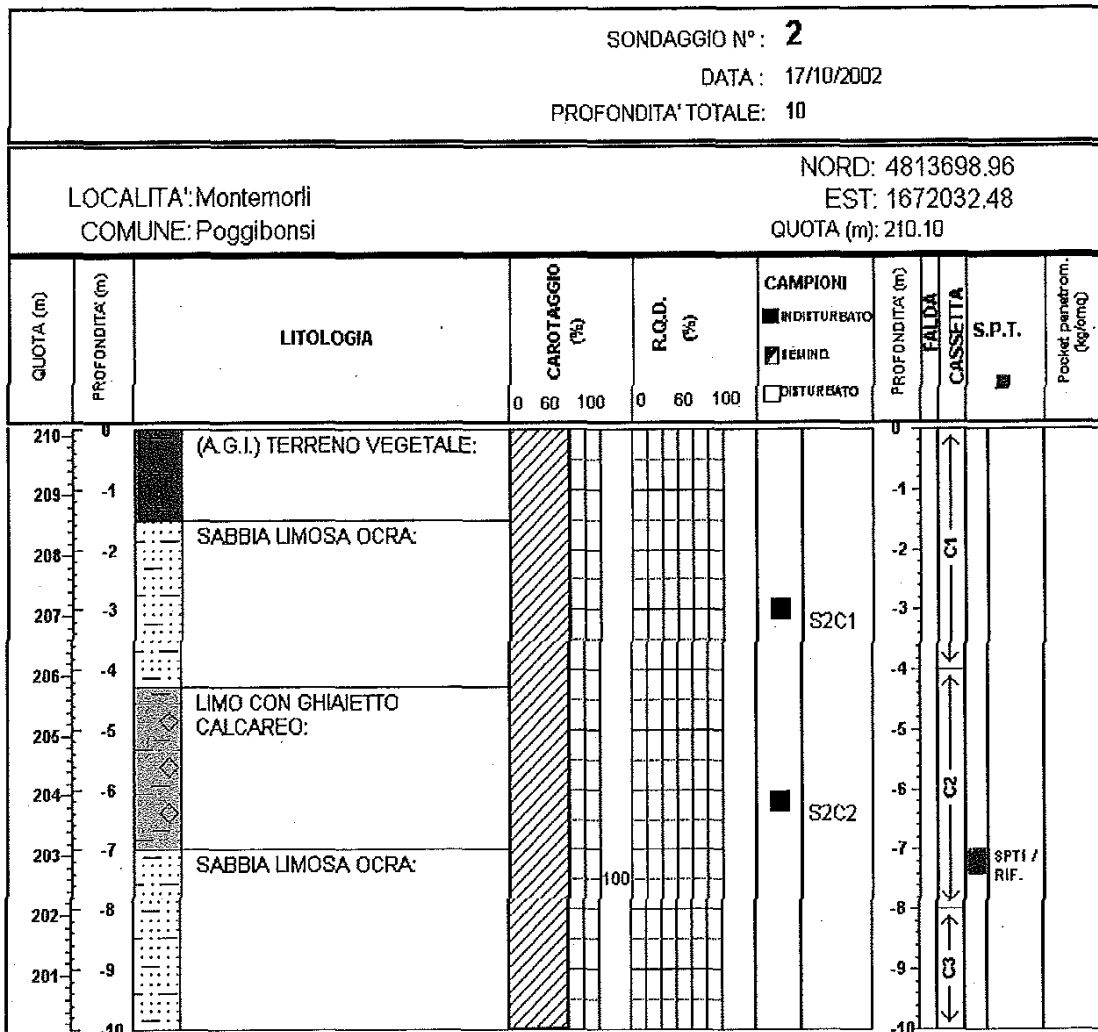 SONDAGGIO N° : 2
DATA : 17/10/2002
PROFONDITA' TOTALE: 10
LOCALITA': Montemorli
COMUNE: Poggibonsi
NORD: 4813698.96
EST: 1672032.48
QUOTA (m): 210.10
QUOTA (m)
PROFONDITA' (m)
LITOLOGIA
CAROTAGGIO (%)
0 60 100
R.Q.D. (%)
0 60 100
CAMPIONI
INDISTURBATO
SEMIND.
DISTURBATO
PROFONDITA' (m)
FALDA
CASSETTA
S.P.T.
Pocket penetrom. (kg/cmq)
210
209
208
207
206
205
204
203
202
201
0
-1
-2
-3
-4
-5
-6
-7
-8
-9
-10
(A.G.I.) TERRENO VEGETALE:
SABBIA LIMOSA OCRA:
LIMO CON GHIAIETTO
CALCAREO:
SABBIA LIMOSA OCRA:
100
S2C1
S2C2
0
-1
-2
-3
-4
-5
-6
-7
-8
-9
-10
C1
C2
C3
SPT1 /
RIF.